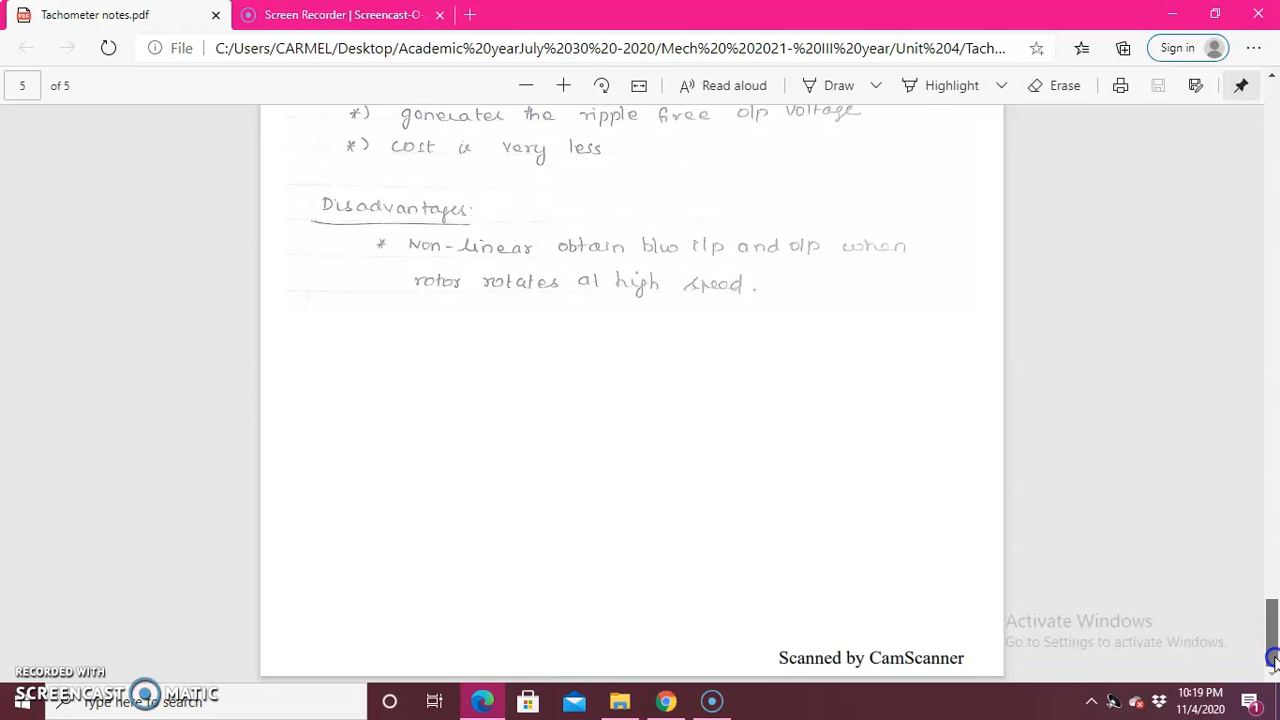 Tachometer notes.pdf
Screen Recorder | Screencast-O-
File
C:/Users/CARMEL/Desktop/Academic%20yearJuly%2030%20-2020/Mech%20%202021-%20III%20year/Unit%204/Tach...
Sign in
5 of 5
Read aloud
Draw
Highlight
Erase
*) generates the ripple free o/p voltage
*) cost is very less
Disadvantages:
* Non-linear obtain b/w i/p and o/p when
rotor rotates at high speed.
Activate Windows
Go to Settings to activate Windows.
Scanned by CamScanner
RECORDED WITH
SCREENCAST MATIC
Type here to search
10:19 PM
11/4/2020
1